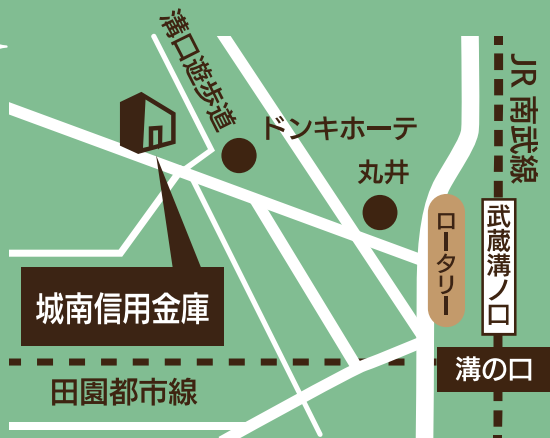 溝口遊歩道
JR 南武線
ドンキホーテ
丸井
ロータリー
武蔵溝ノ口
城南信用金庫
溝の口
田園都市線